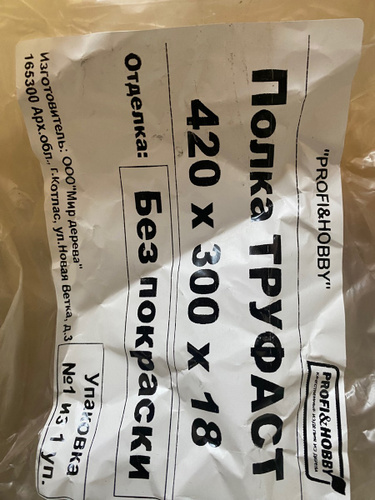 "PROFI&HOBBY"
PROFI&HOBBY
Полка ТРУФАСТ
420 x 300 x 18
Отделка: Без покраски
Изготовитель: ООО"Мир дерева"
165300 Арх.обл., г.Котлас, ул.Новая Ветка, д.3
Упаковка
№1 из 1 уп.